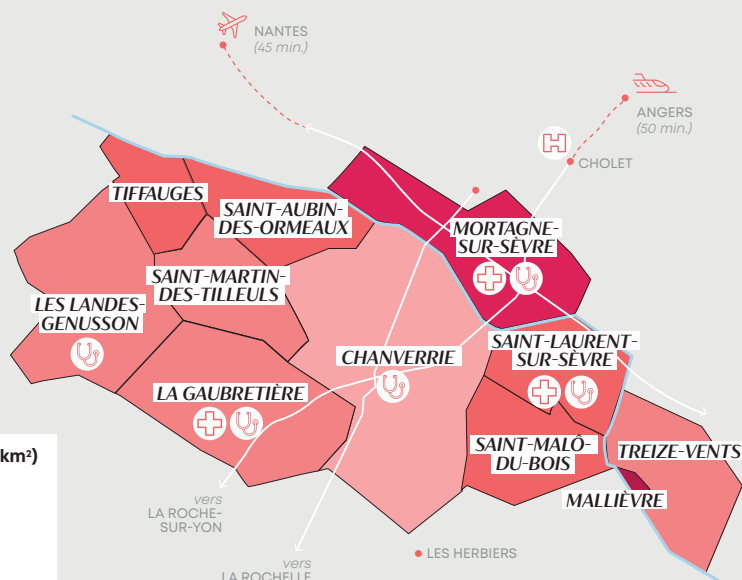 NANTES
(45 min.)
ANGERS
(50 min.)
H
CHOLET
TIFFAUGES
SAINT-AUBIN-
DES-ORMEAUX
MORTAGNE-
SUR-SÈVRE
SAINT-MARTIN-
DES-TILLEULS
LES LANDES-
GENUSSON
CHANVERRIE
SAINT-LAURENT-
SUR-SÈVRE
LA GAUBRETIÈRE
SAINT-MALÔ-
DU-BOIS
TREIZE-VENTS
MALLIÈVRE
km²)
vers
LA ROCHE-
SUR-YON
LES HERBIERS
vers
LA ROCHELLE